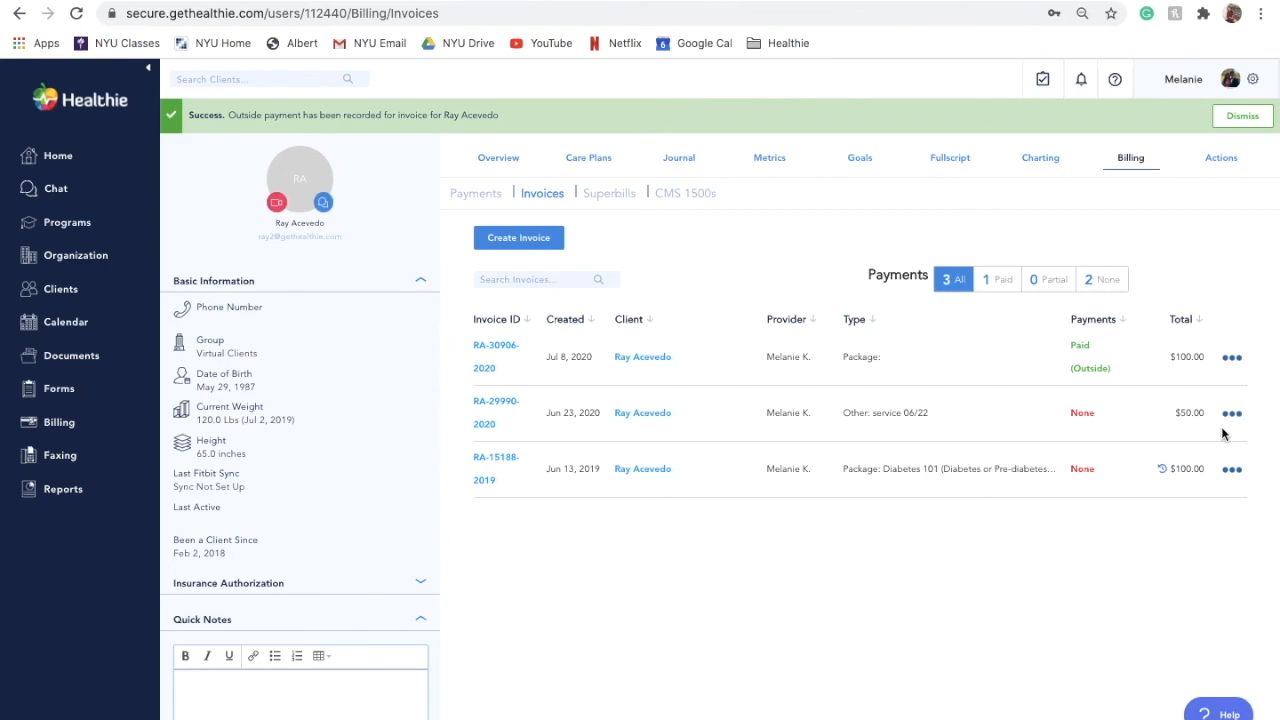 secure.gethealthie.com/users/112440/Billing/Invoices
Apps NYU Classes NYU Home Albert NYU Email NYU Drive YouTube Netflix 6 Google Cal Healthie
Healthie
Search Clients...
Melanie
Success. Outside payment has been recorded for invoice for Ray Acevedo
Dismiss
Home
Chat
Programs
Organization
Clients
Calendar
Documents
Forms
Billing
Faxing
Reports
RA
Ray Acevedo
ray2@gethealthie.com
Basic Information
Phone Number
Group
Virtual Clients
Date of Birth
May 29, 1987
Current Weight
120.0 Lbs (Jul 2, 2019)
Height
65.0 inches
Last Fitbit Sync
Sync Not Set Up
Last Active
Been a Client Since
Feb 2, 2018
Insurance Authorization
Quick Notes
B I U
Overview Care Plans Journal Metrics Goals Fullscript Charting Billing Actions
Payments | Invoices | Superbills | CMS 1500s
Create Invoice
Search Invoices...
Payments 3 All 1 Paid 0 Partial 2 None
Invoice ID Created Client Provider Type Payments Total
RA-30906-
2020
Jul 8, 2020 Ray Acevedo Melanie K. Package:
Paid
(Outside)
$100.00
RA-29990-
2020
Jun 23, 2020 Ray Acevedo Melanie K. Other: service 06/22 None $50.00
RA-15188-
2019
Jun 13, 2019 Ray Acevedo Melanie K. Package: Diabetes 101 (Diabetes or Pre-diabetes... None $100.00
? Help